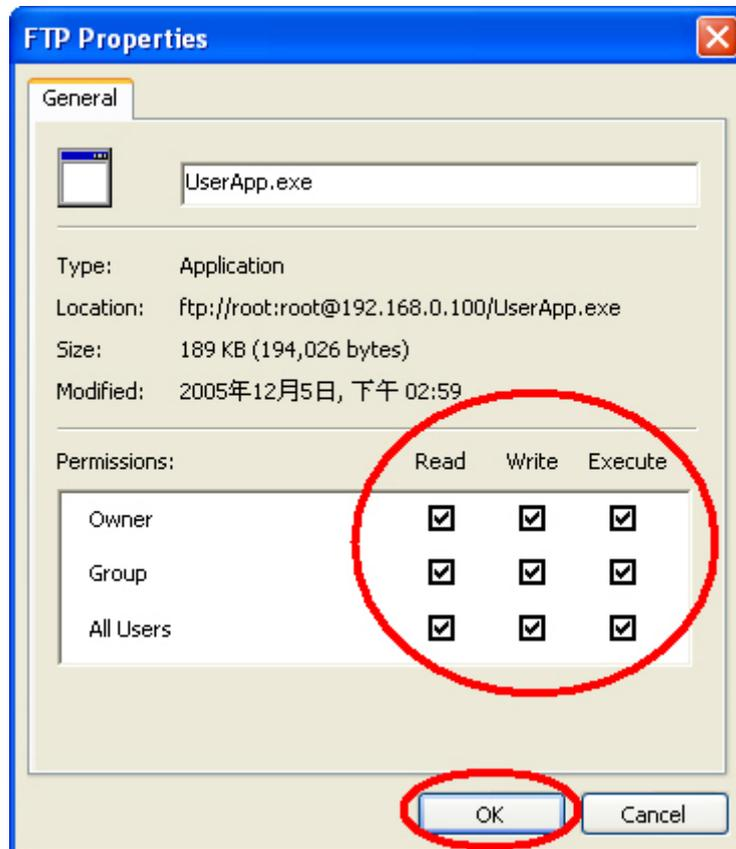 FTP Properties
General
UserApp.exe
Type: Application
Location: ftp://root:root@192.168.0.100/UserApp.exe
Size: 189 KB (194,026 bytes)
Modified: 2005年12月5日, 下午 02:59
Permissions: Read Write Execute
Owner
Group
All Users
OK Cancel